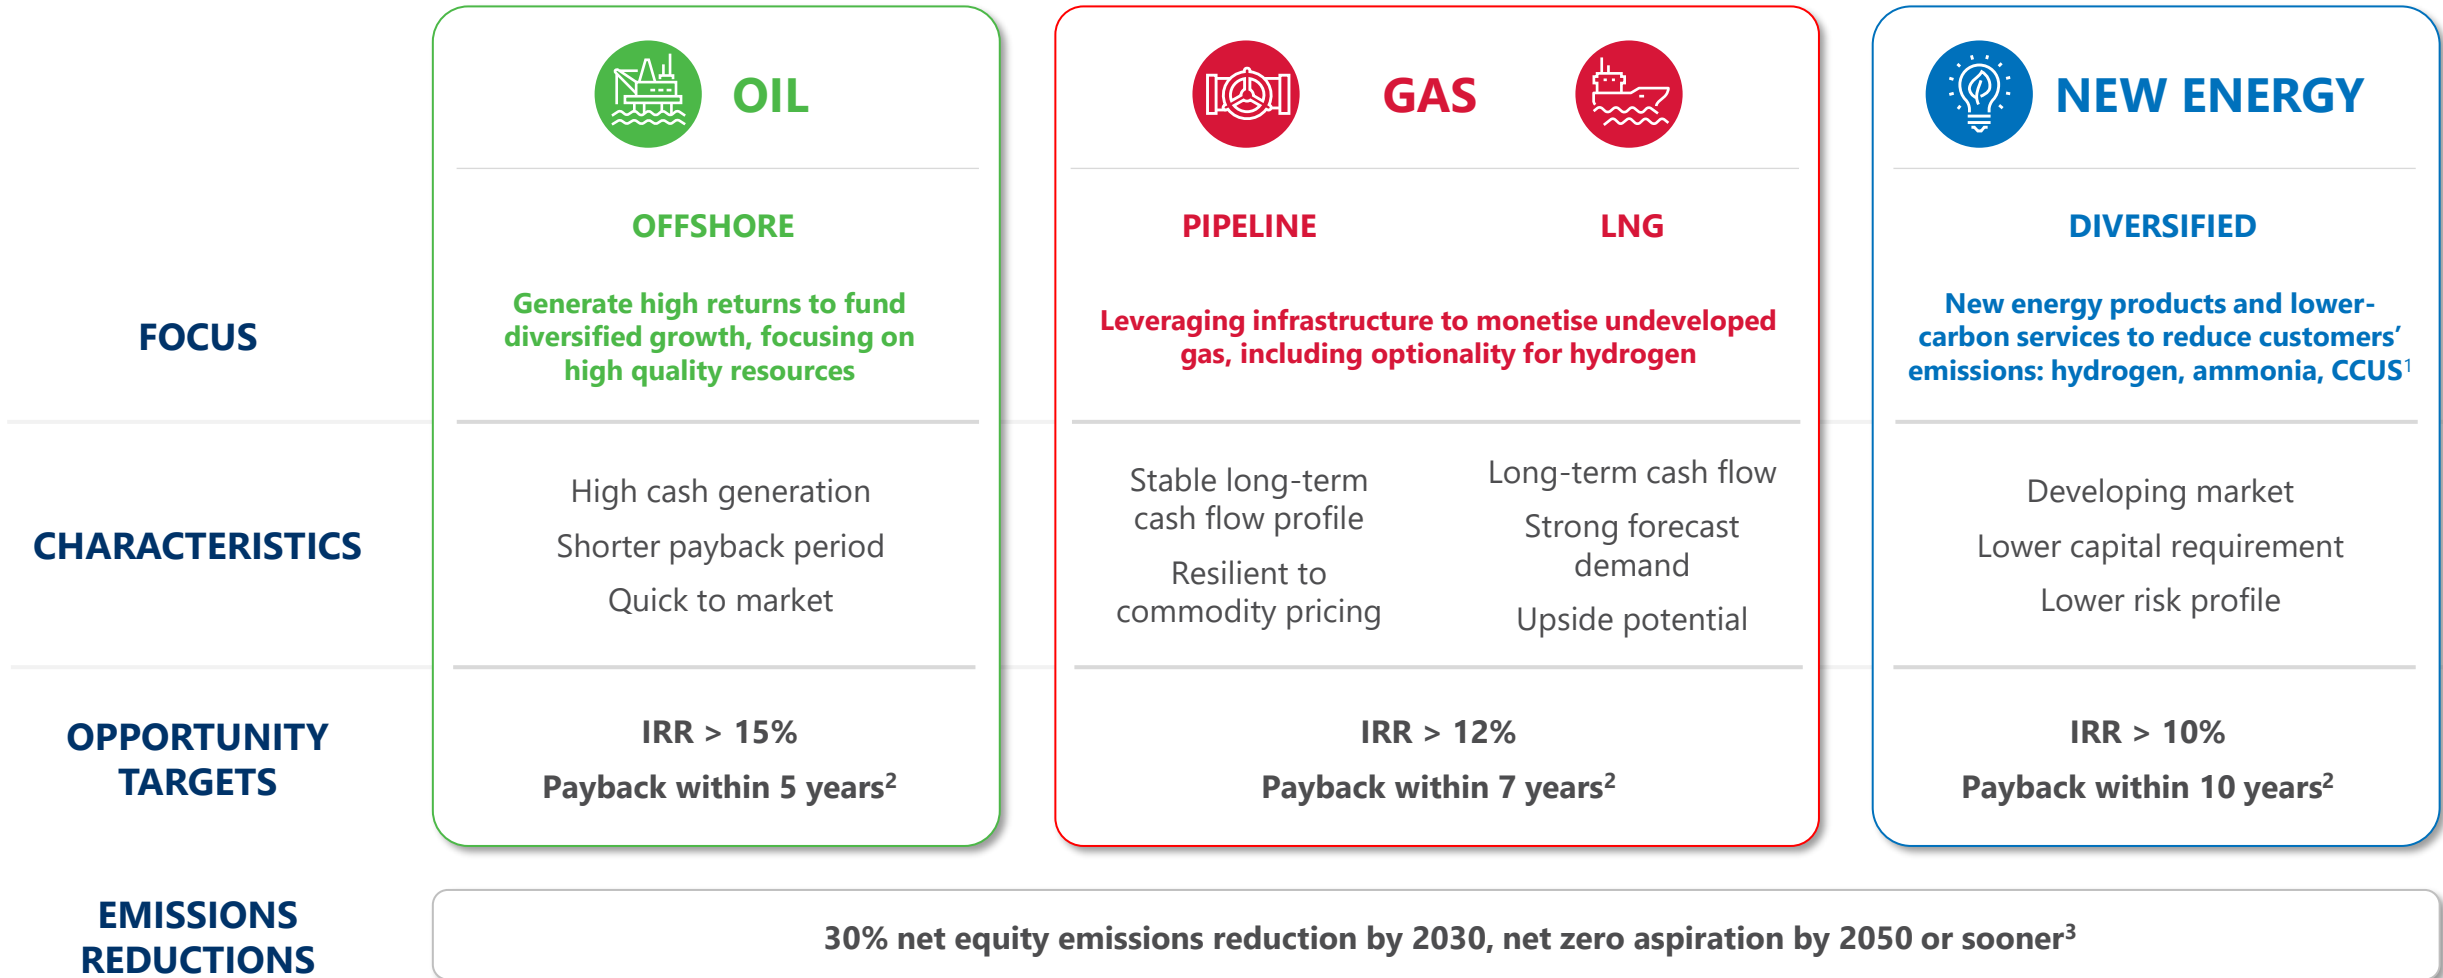 OIL
GAS
NEW ENERGY
OFFSHORE
PIPELINE
LNG
DIVERSIFIED
FOCUS
Generate high returns to fund
diversified growth, focusing on
high quality resources
Leveraging infrastructure to monetise undeveloped
gas, including optionality for hydrogen
New energy products and lower-
carbon services to reduce customers’
emissions: hydrogen, ammonia, CCUS¹
CHARACTERISTICS
High cash generation
Shorter payback period
Quick to market
Stable long-term
cash flow profile
Resilient to
commodity pricing
Long-term cash flow
Strong forecast
demand
Upside potential
Developing market
Lower capital requirement
Lower risk profile
OPPORTUNITY
TARGETS
IRR > 15%
Payback within 5 years²
IRR > 12%
Payback within 7 years²
IRR > 10%
Payback within 10 years²
EMISSIONS
REDUCTIONS
30% net equity emissions reduction by 2030, net zero aspiration by 2050 or sooner³